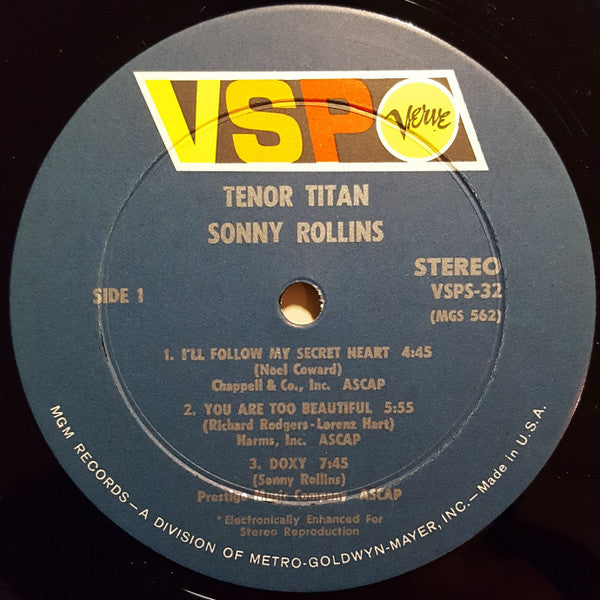 VSP
Verve
TENOR TITAN
SONNY ROLLINS
STEREO
SIDE 1
VSPS-32
(MGS 562)
1. I'LL FOLLOW MY SECRET HEART 4:45
(Noel Coward)
Chappell & Co., Inc. ASCAP
2. YOU ARE TOO BEAUTIFUL 5:55
(Richard Rodgers-Lorenz Hart)
Harms, Inc. ASCAP
3. DOXY 7:45
(Sonny Rollins)
Prestige Music Company ASCAP
*Electronically Enhanced For
Stereo Reproduction
MGM RECORDS—A DIVISION OF METRO-GOLDWYN-MAYER, INC.—Made in U.S.A.